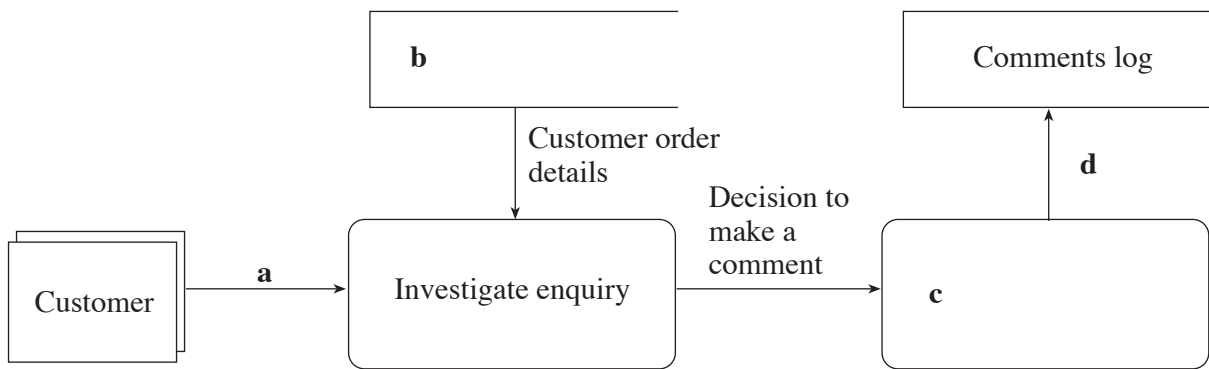 b
Comments log
Customer order
details
d
Decision to
make a
comment
a
Customer
Investigate enquiry
c